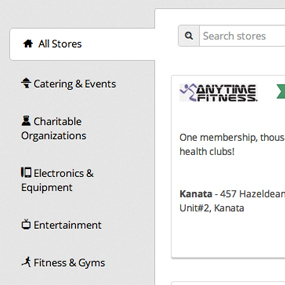 All Stores
Catering & Events
Charitable
Organizations
Electronics &
Equipment
Entertainment
Fitness & Gyms
Search stores
ANYTIME
FITNESS.
One membership, thous
health clubs!
Kanata - 457 Hazeldean
Unit#2, Kanata